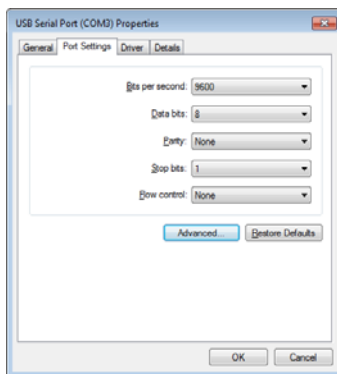 USB Serial Port (COM3) Properties
General Port Settings Driver Details
Bits per second: 9600
Data bits: 8
Parity: None
Stop bits: 1
Flow control: None
Advanced... Restore Defaults
OK Cancel